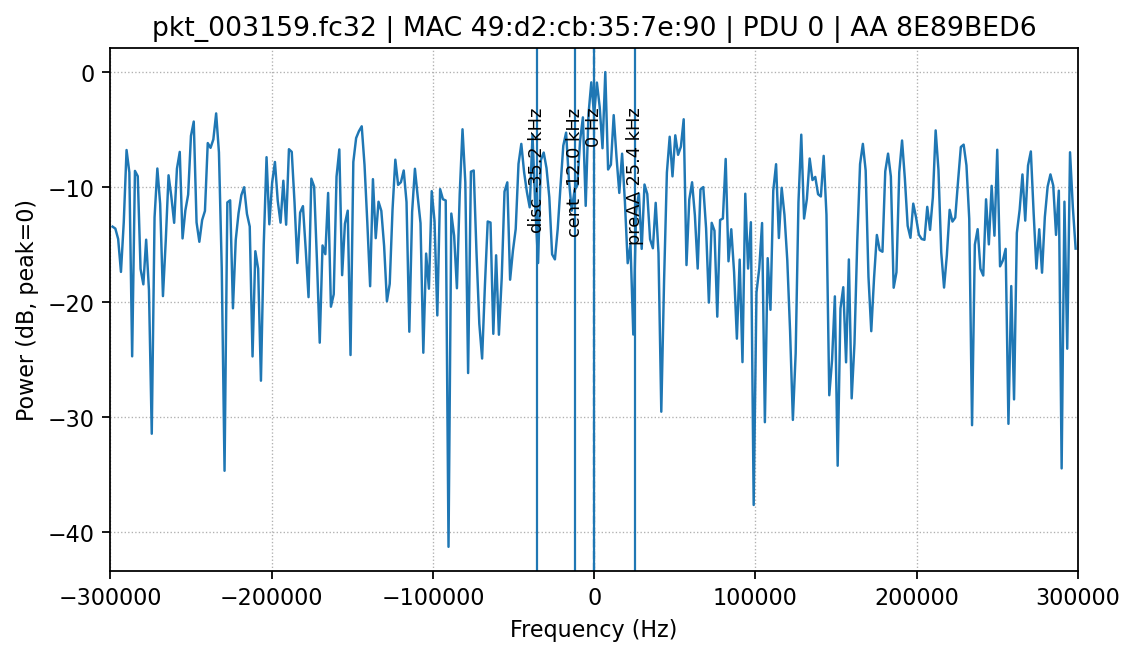 pkt_003159.fc32 | MAC 49:d2:cb:35:7e:90 | PDU 0 | AA 8E89BED6
0
−10
−20
−30
−40
Power (dB, peak=0)
disc -35.2 kHz
cent -12.0 kHz
0 Hz
preAA 25.4 kHz
−300000
−200000
−100000
0
100000
200000
300000
Frequency (Hz)